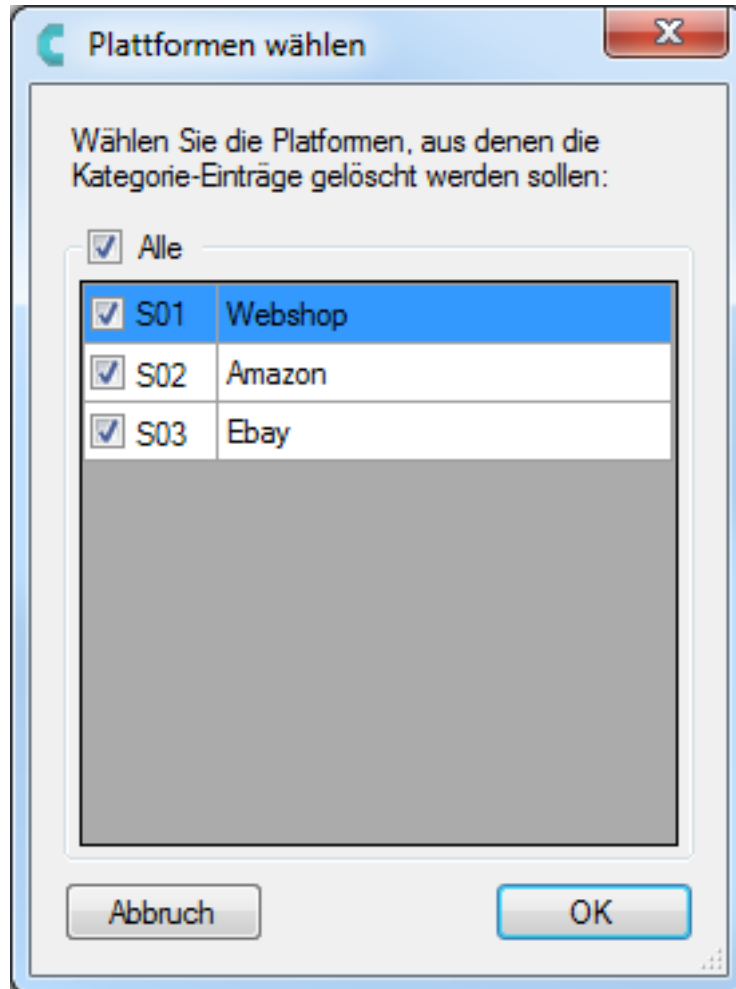 Plattformen wählen
Wählen Sie die Platformen, aus denen die
Kategorie-Einträge gelöscht werden sollen:
Alle
S01 Webshop
S02 Amazon
S03 Ebay
Abbruch OK